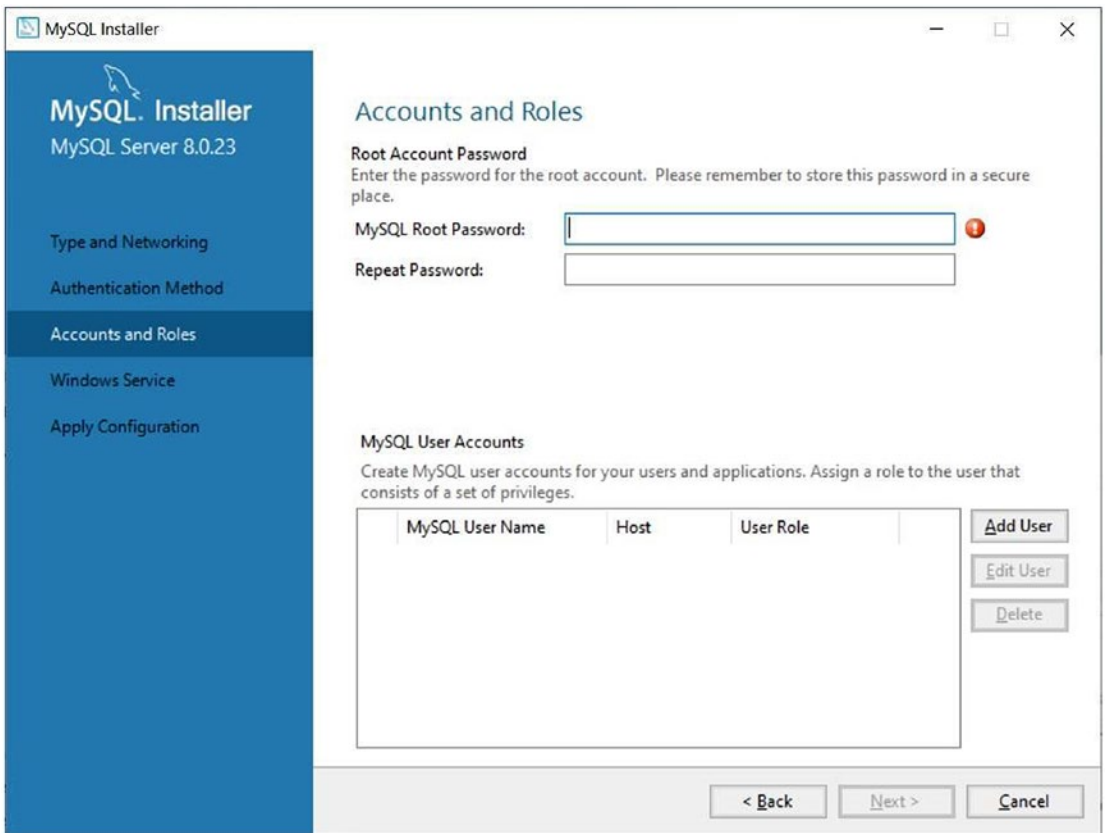 MySQL Installer
MySQL. Installer
MySQL Server 8.0.23
Type and Networking
Authentication Method
Accounts and Roles
Windows Service
Apply Configuration
Accounts and Roles
Root Account Password
Enter the password for the root account.  Please remember to store this password in a secure
place.
MySQL Root Password:
Repeat Password:
MySQL User Accounts
Create MySQL user accounts for your users and applications. Assign a role to the user that
consists of a set of privileges.
MySQL User Name Host User Role
Add User
Edit User
Delete
< Back Next > Cancel